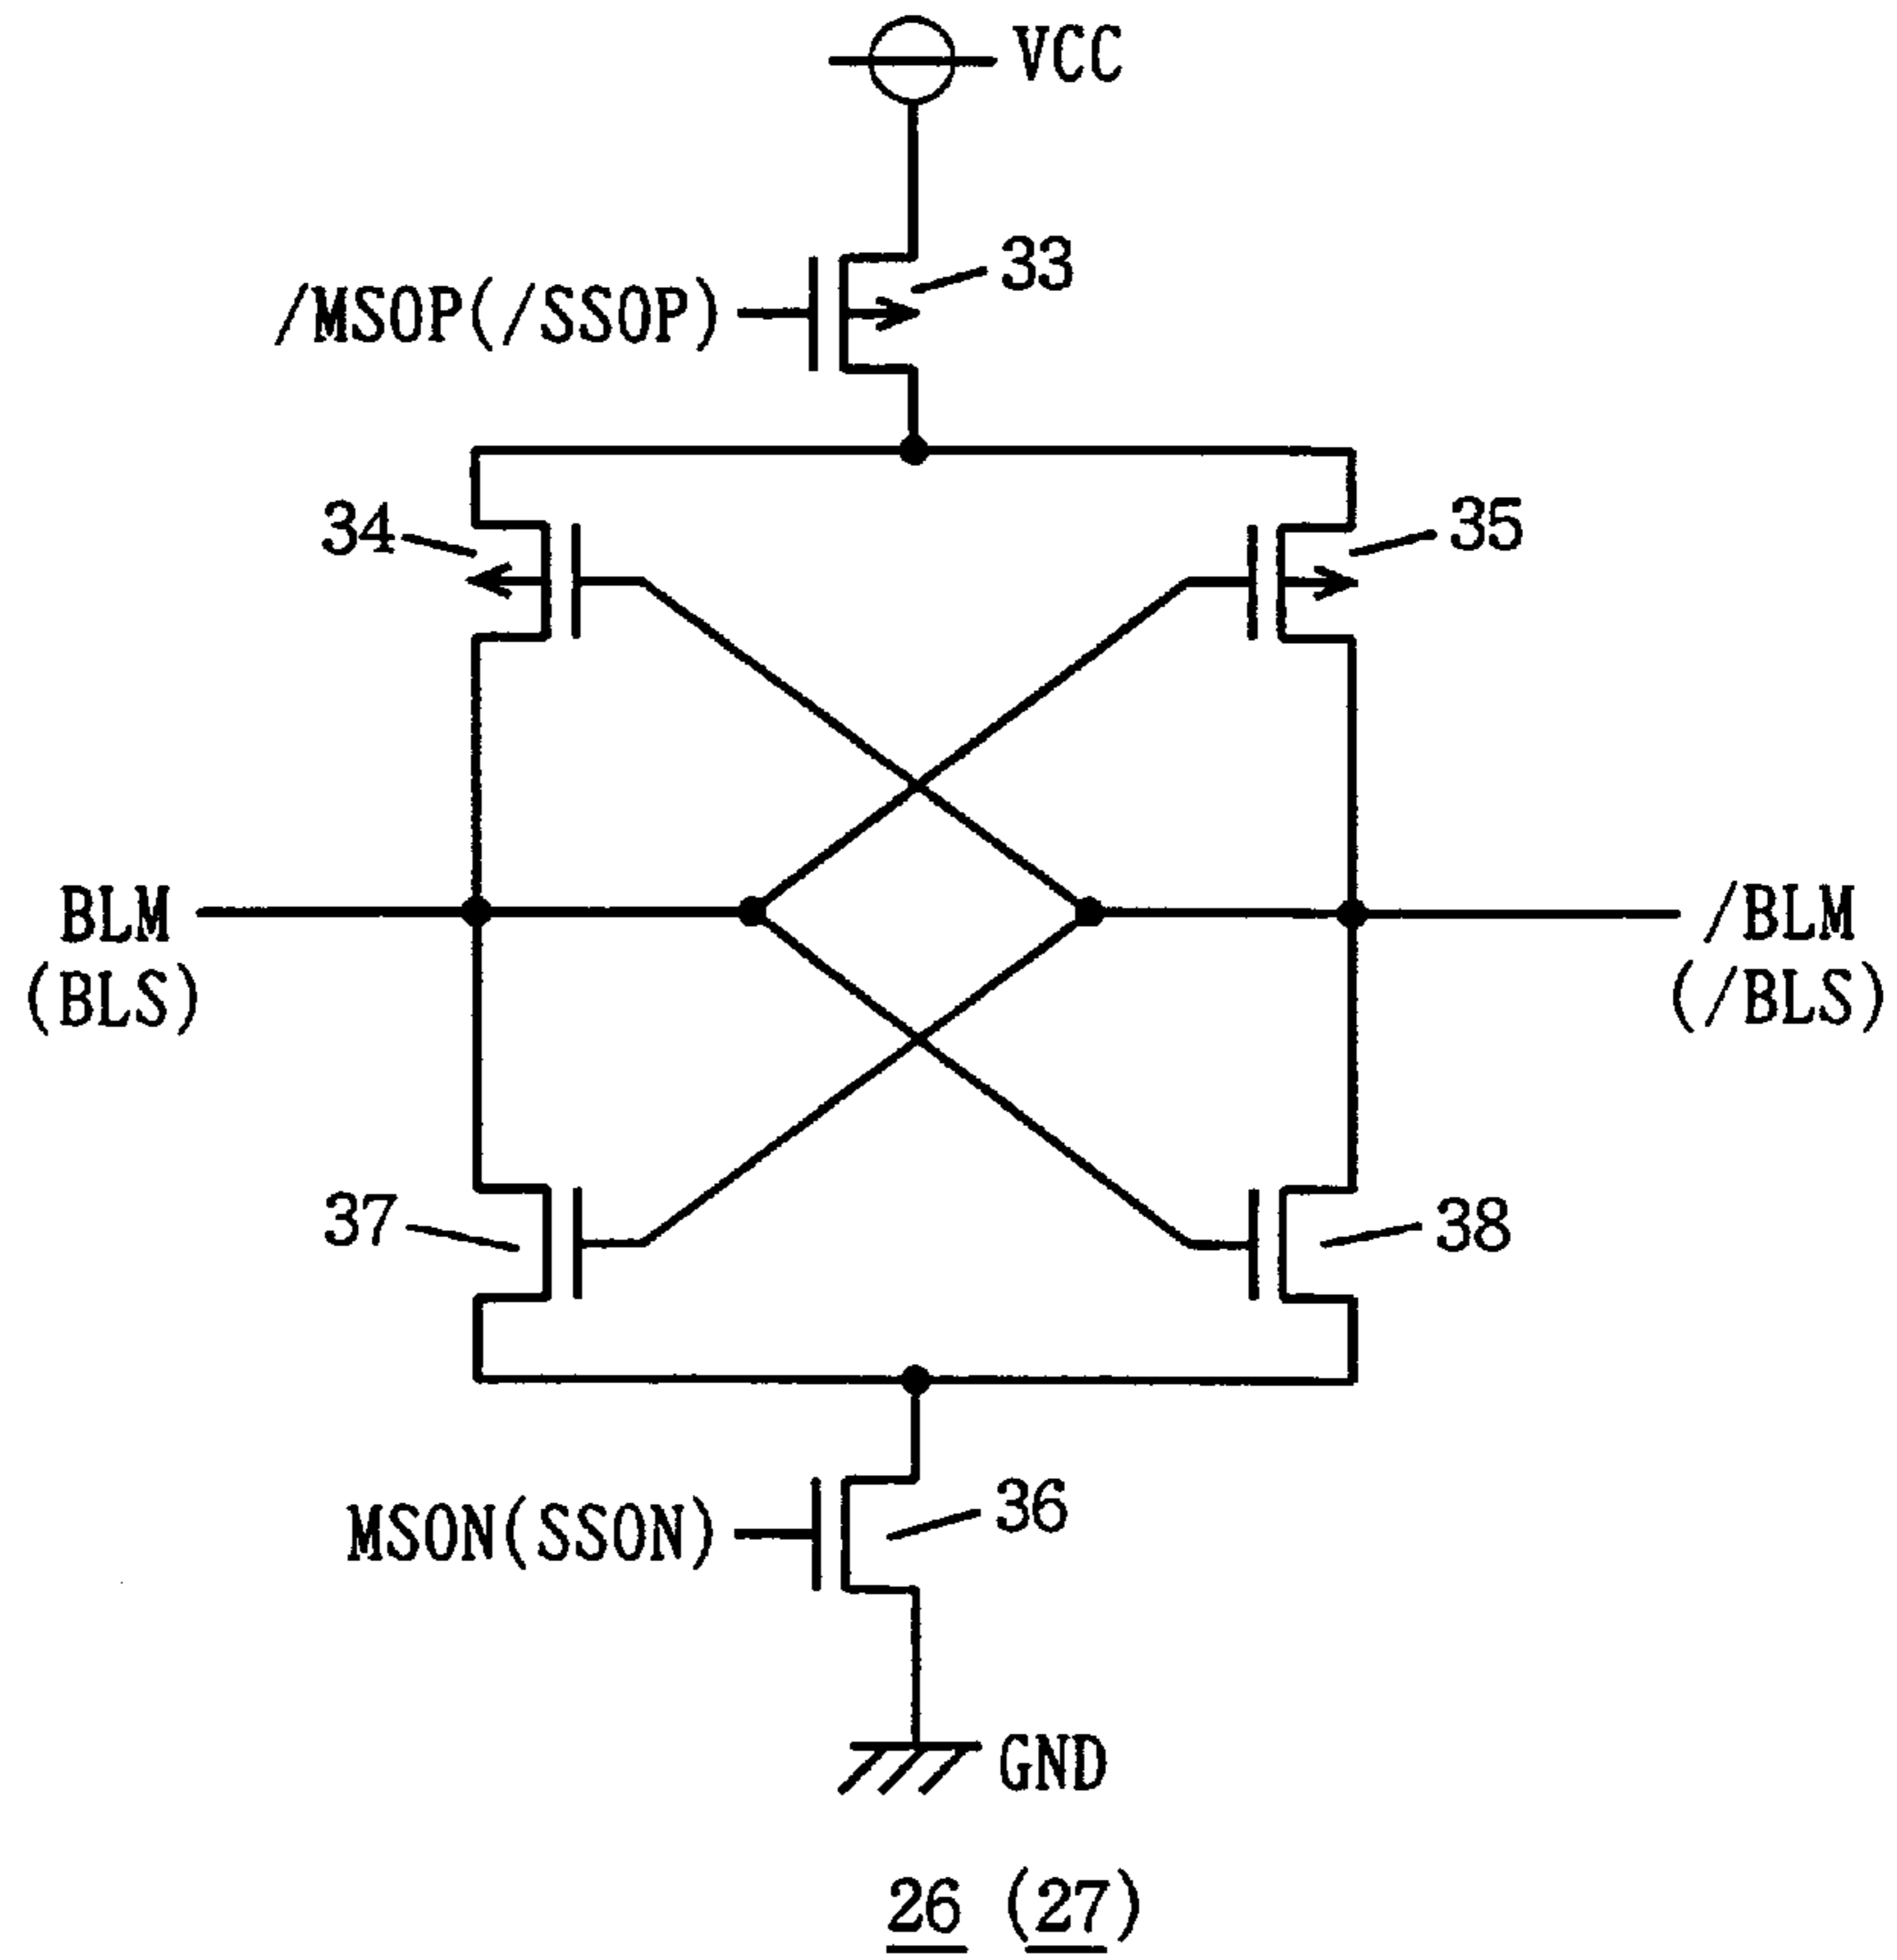 VCC
33
/MSOP(/SSOP)
34
35
BLM
(BLS)
/BLM
(/BLS)
37
38
MSON(SSON)
36
GND
26 (27)